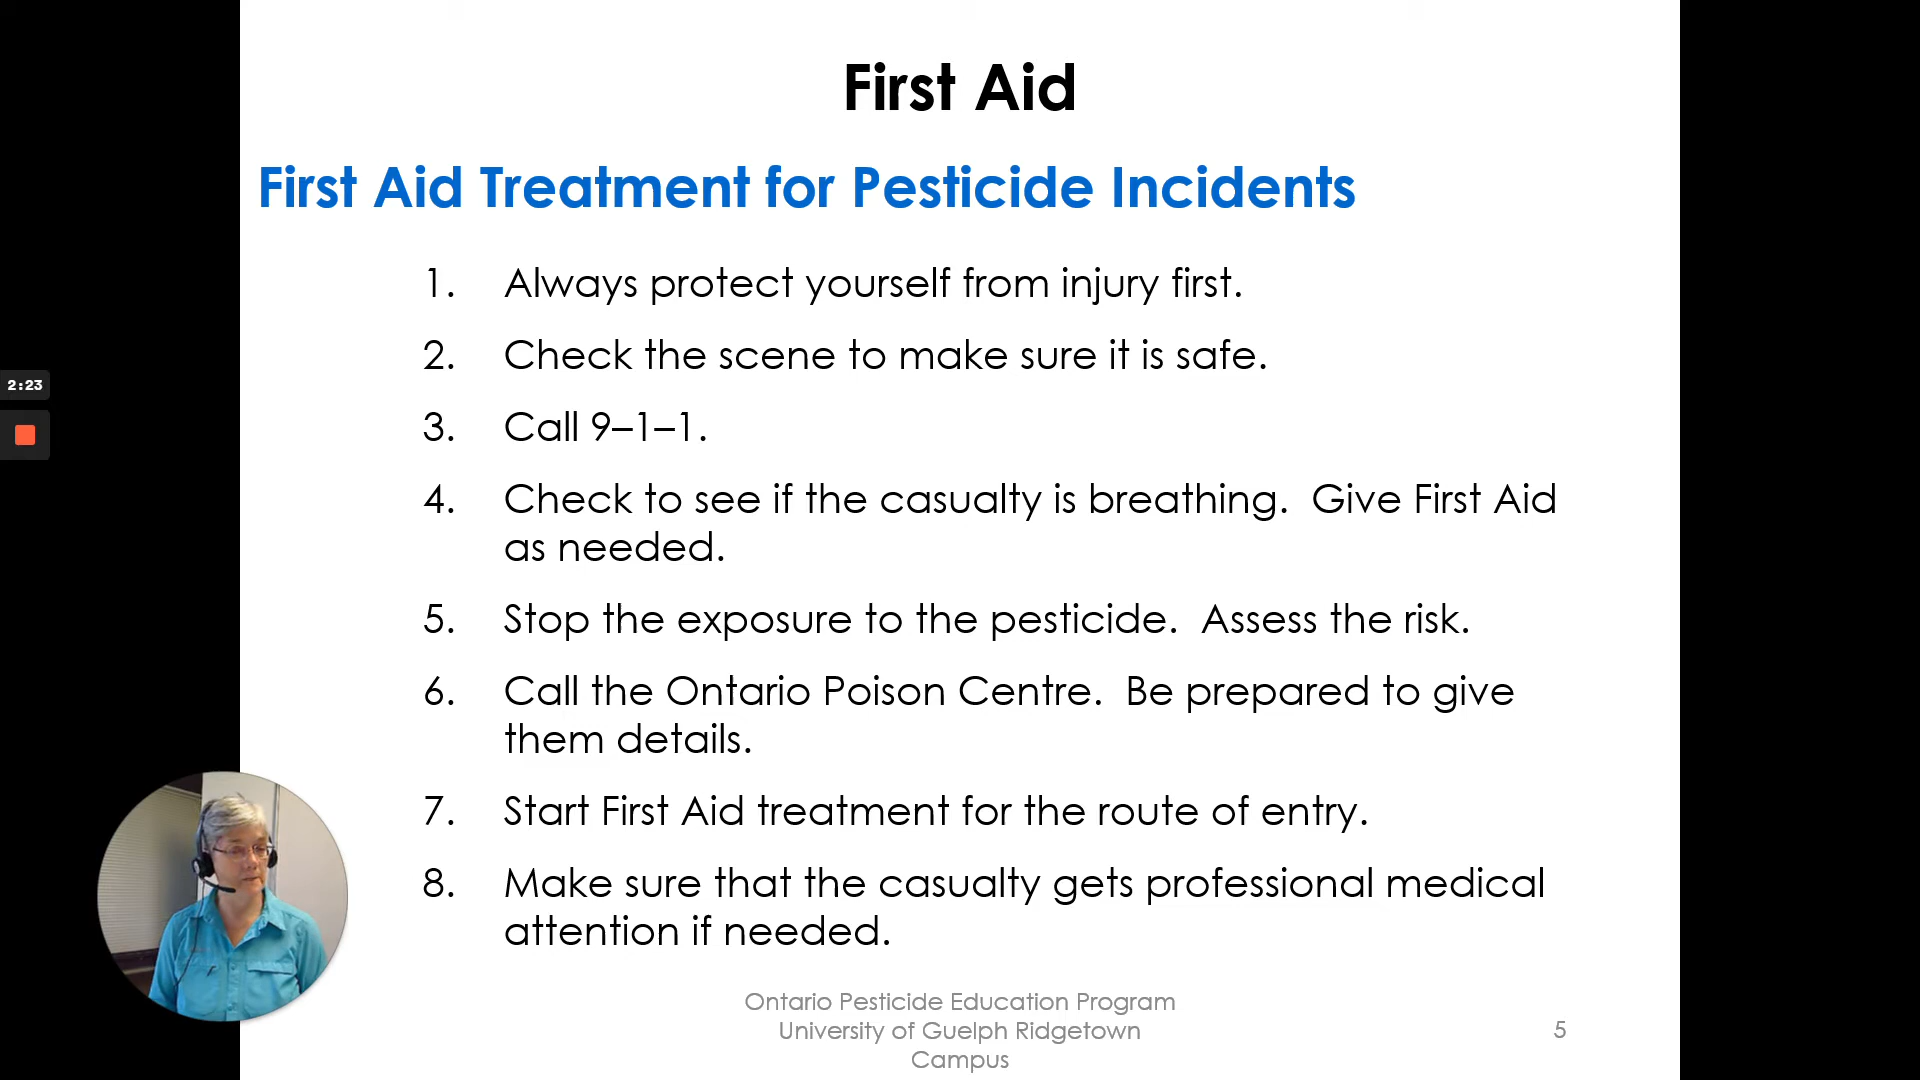 First Aid
First Aid Treatment for Pesticide Incidents
1. Always protect yourself from injury first.
2. Check the scene to make sure it is safe.
3. Call 9–1–1.
4. Check to see if the casualty is breathing.  Give First Aid
as needed.
5. Stop the exposure to the pesticide.  Assess the risk.
6. Call the Ontario Poison Centre.  Be prepared to give
them details.
7. Start First Aid treatment for the route of entry.
8. Make sure that the casualty gets professional medical
attention if needed.
2:23
Ontario Pesticide Education Program
University of Guelph Ridgetown
Campus
5